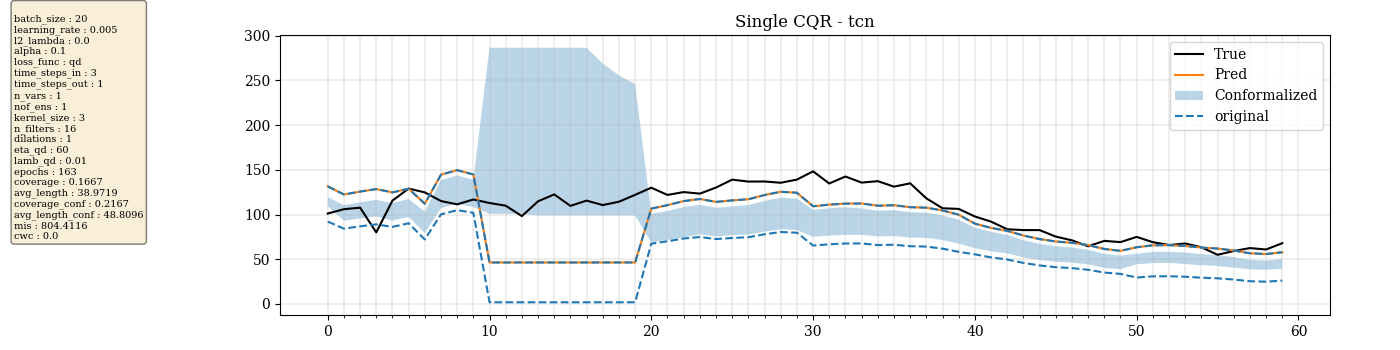 batch_size : 20
learning_rate : 0.005
l2_lambda : 0.0
alpha : 0.1
loss_func : qd
time_steps_in : 3
time_steps_out : 1
n_vars : 1
nof_ens : 1
kernel_size : 3
n_filters : 16
dilations : 1
eta_qd : 60
lamb_qd : 0.01
epochs : 163
coverage : 0.1667
avg_length : 38.9719
coverage_conf : 0.2167
avg_length_conf : 48.8096
mis : 804.4116
cwc : 0.0
Single CQR - tcn
300
250
200
150
100
50
0
0 10 20 30 40 50 60
True
Pred
Conformalized
original